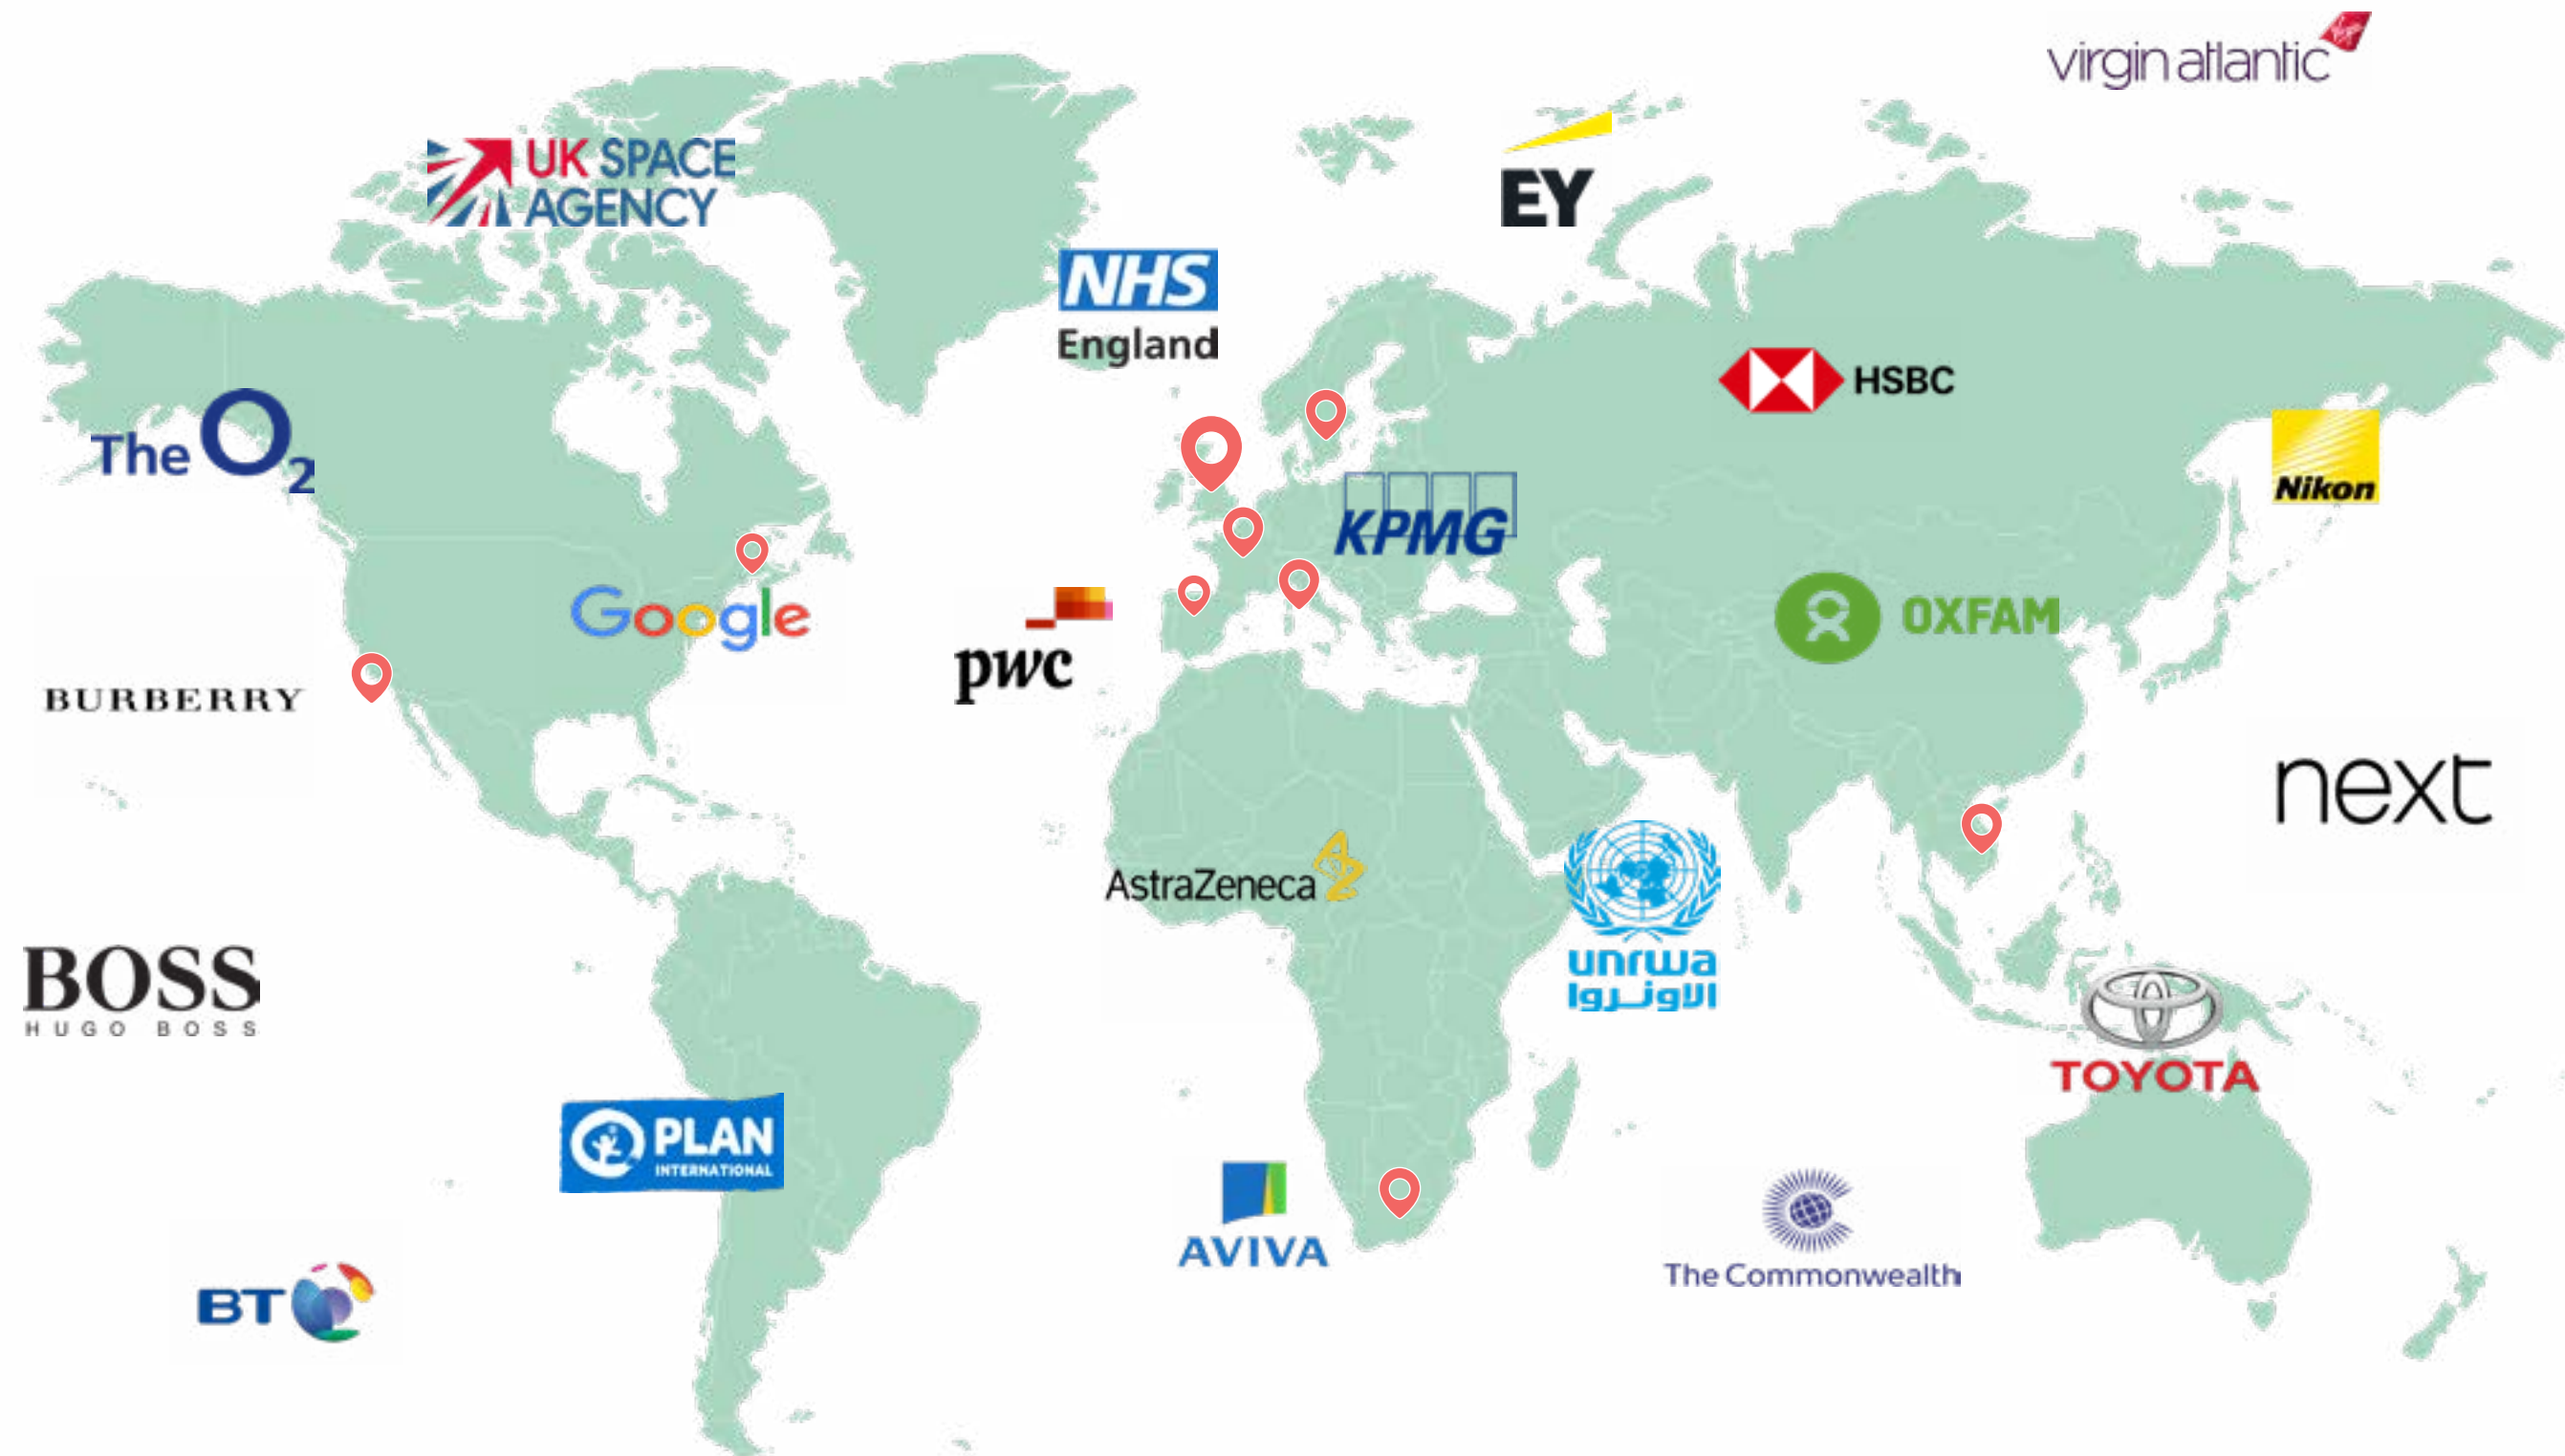 virgin atlantic
UK SPACE
AGENCY
EY
NHS
England
HSBC
The O2
Nikon
KPMG
Google
OXFAM
pwc
BURBERRY
next
AstraZeneca
unrwa
الاونروا
BOSS
HUGO BOSS
TOYOTA
PLAN
INTERNATIONAL
AVIVA
The Commonwealth
BT